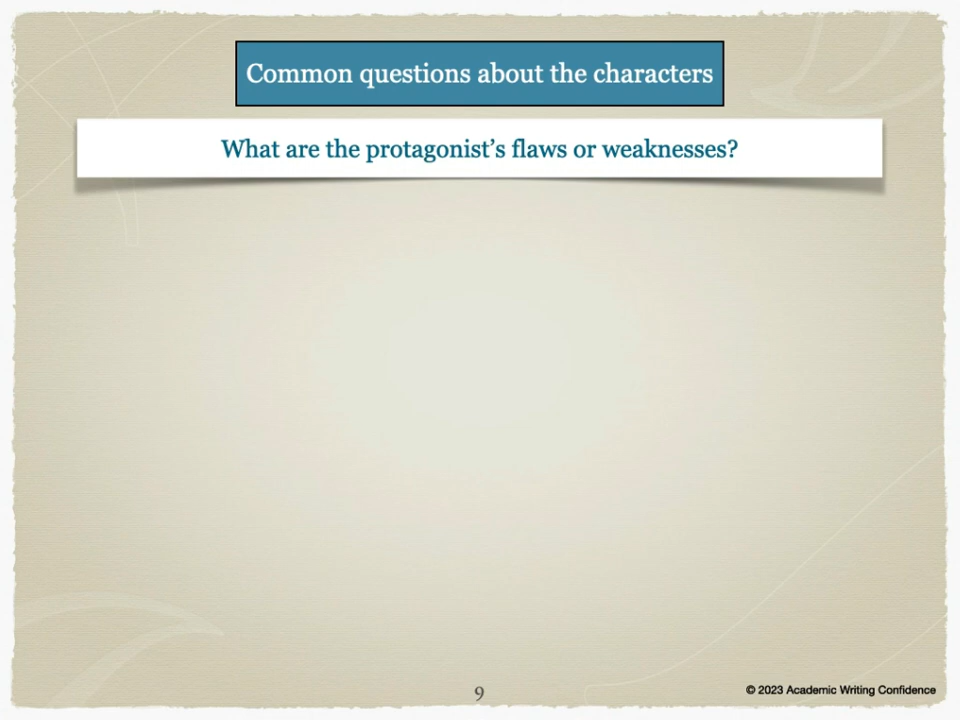 Common questions about the characters
What are the protagonist’s flaws or weaknesses?
9
© 2023 Academic Writing Confidence